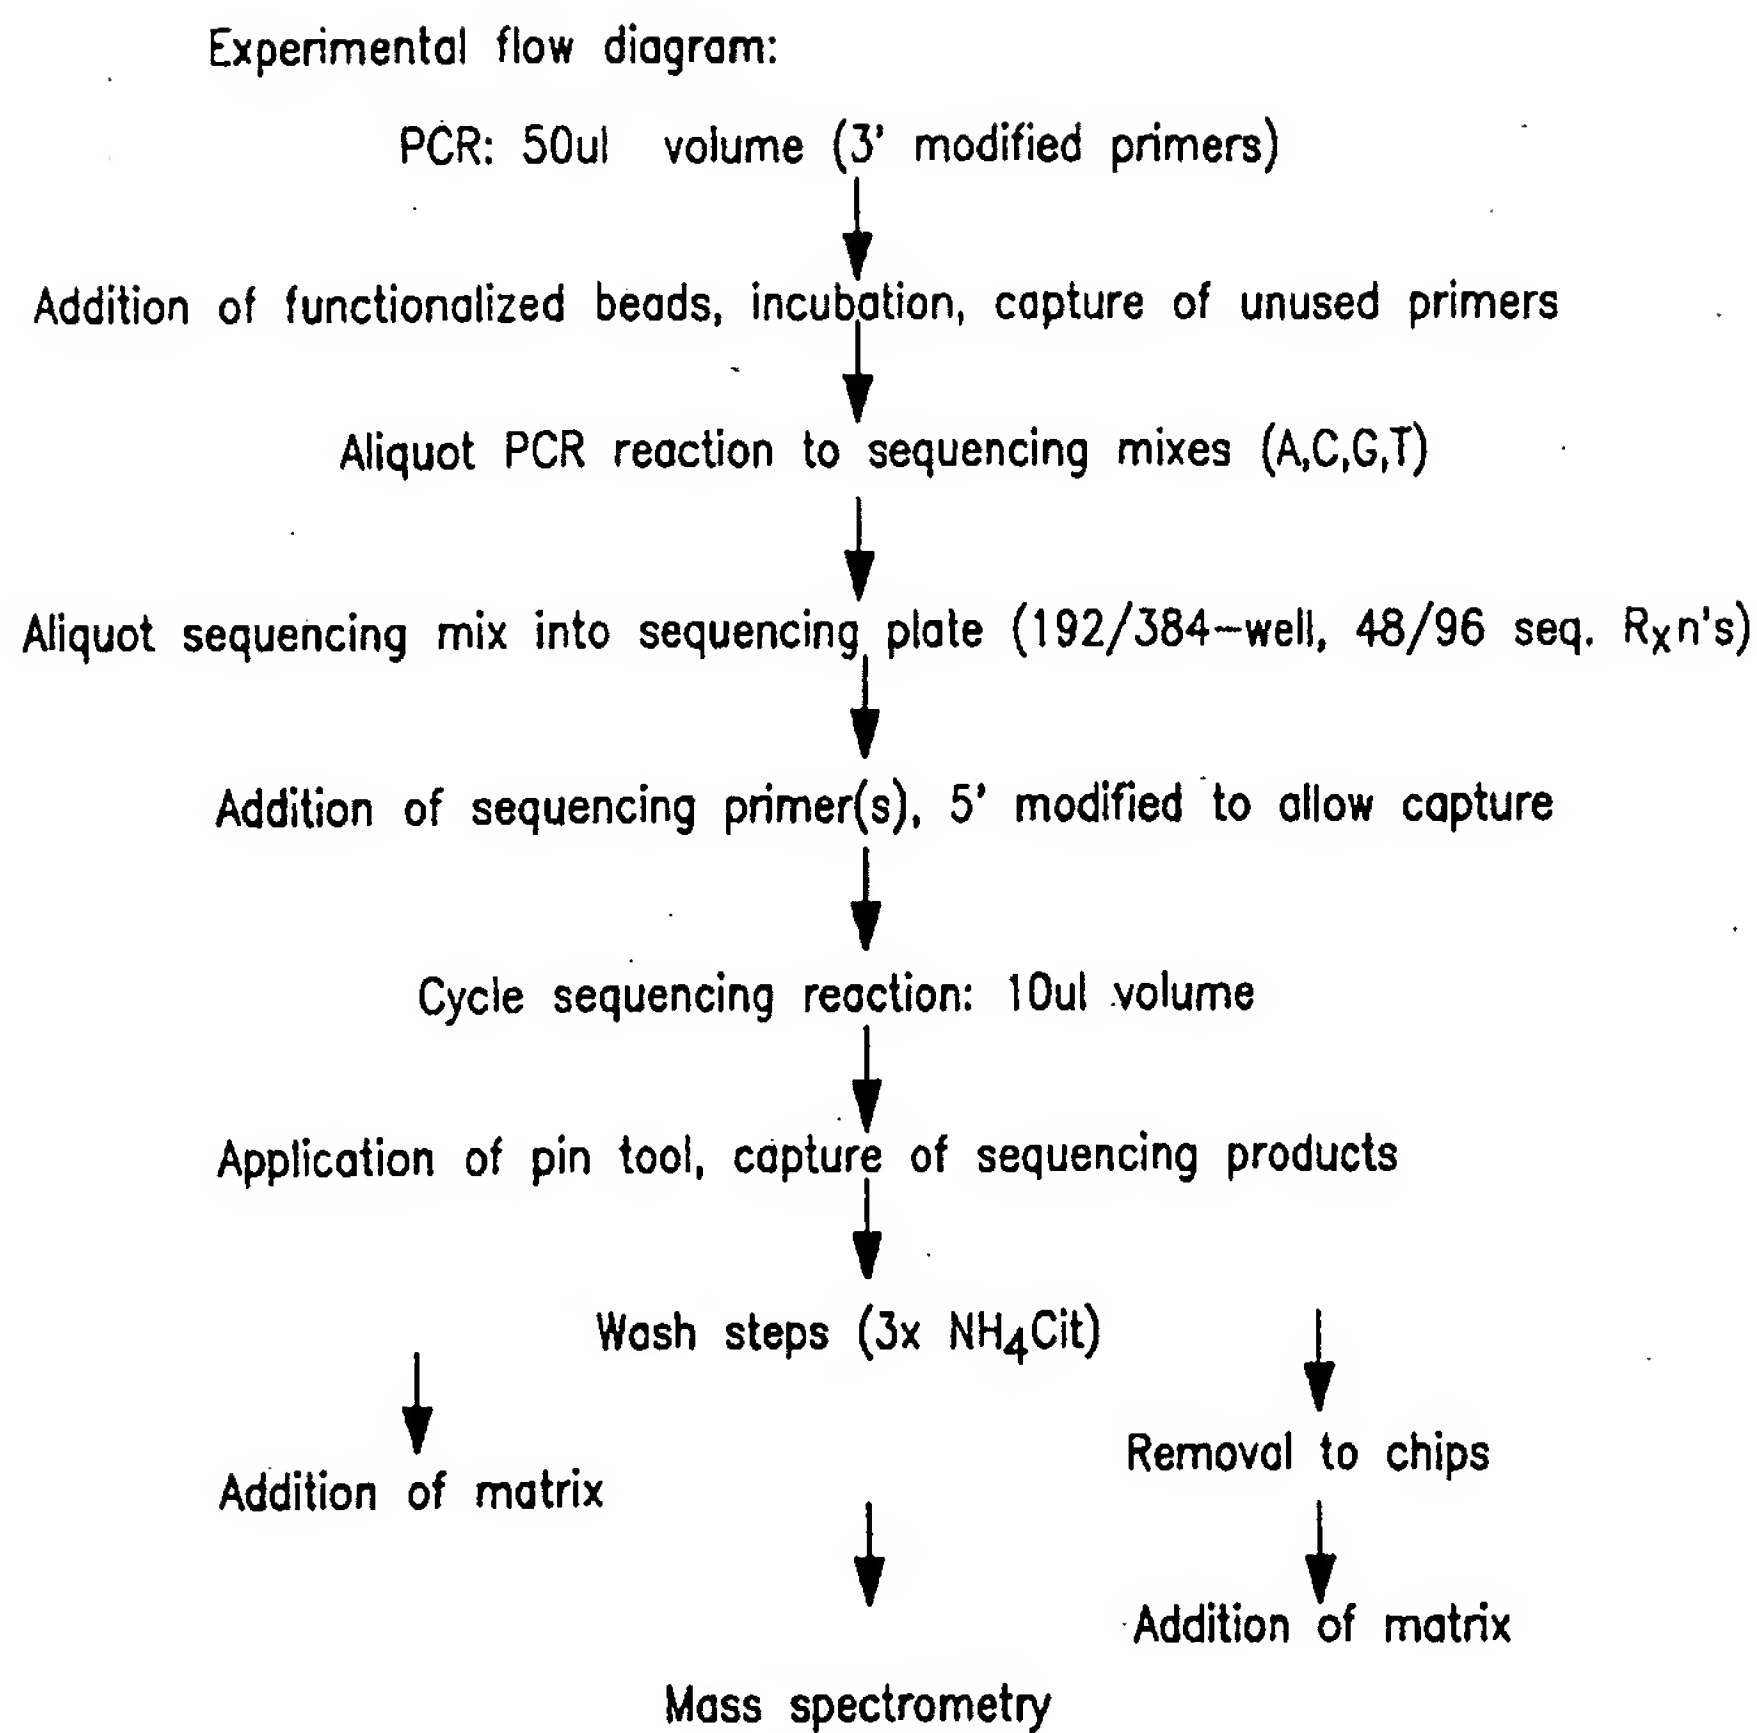 Experimental flow diagram:
PCR: 50ul volume (3' modified primers)
Addition of functionalized beads, incubation, capture of unused primers
Aliquot PCR reaction to sequencing mixes (A,C,G,T)
Aliquot sequencing mix into sequencing plate (192/384-well, 48/96 seq. Rxn's)
Addition of sequencing primer(s), 5' modified to allow capture
Cycle sequencing reaction: 10ul volume
Application of pin tool, capture of sequencing products
Wash steps (3x NH4Cit)
Removal to chips
Addition of matrix
Addition of matrix
Mass spectrometry